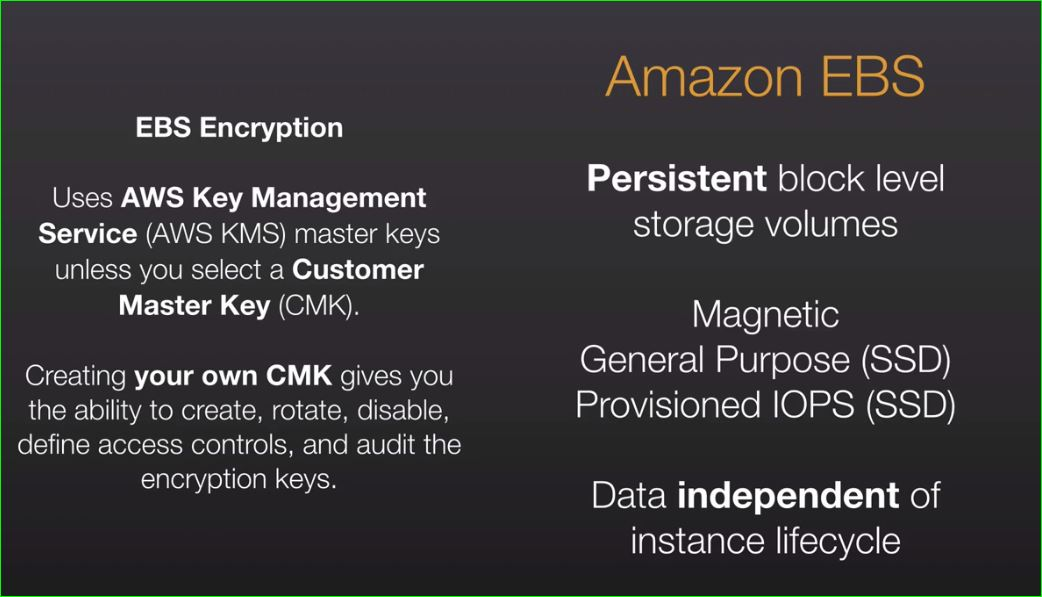 EBS Encryption
Uses AWS Key Management
Service (AWS KMS) master keys
unless you select a Customer
Master Key (CMK).
Creating your own CMK gives you
the ability to create, rotate, disable,
define access controls, and audit the
encryption keys.
Amazon EBS
Persistent block level
storage volumes
Magnetic
General Purpose (SSD)
Provisioned IOPS (SSD)
Data independent of
instance lifecycle